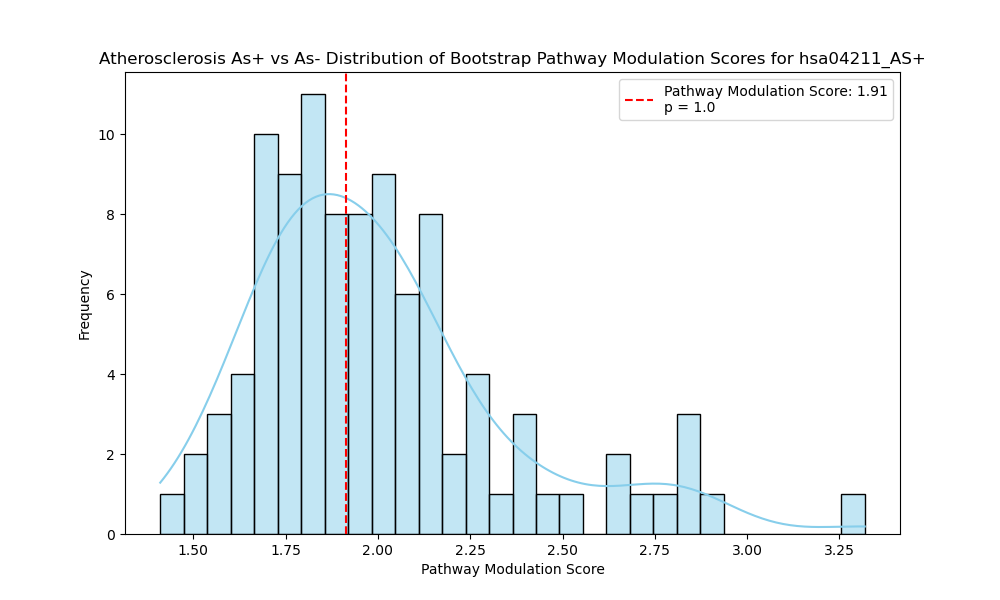 Atherosclerosis As+ vs As- Distribution of Bootstrap Pathway Modulation Scores for hsa04211_AS+
Pathway Modulation Score: 1.91
p = 1.0
Frequency
10
8
6
4
2
0
1.50 1.75 2.00 2.25 2.50 2.75 3.00 3.25
Pathway Modulation Score